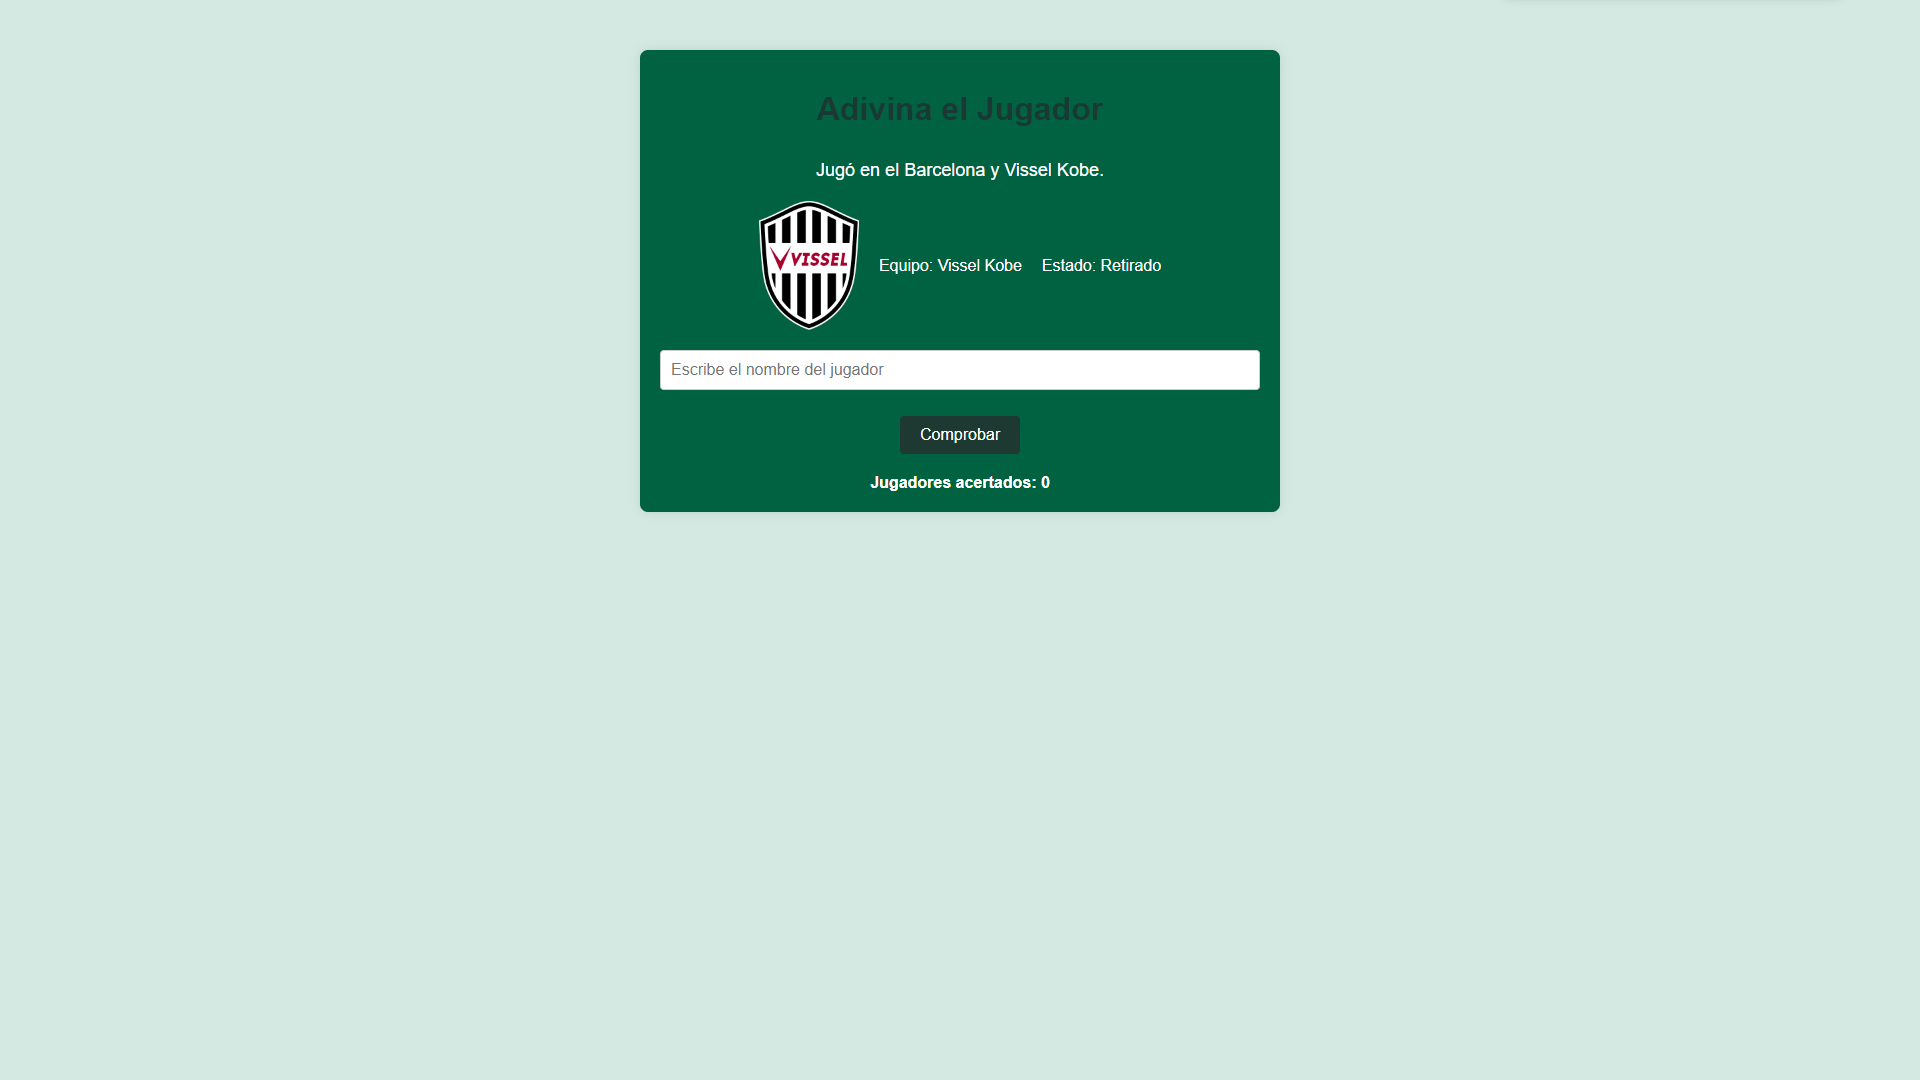 Adivina el Jugador
Jugó en el Barcelona y Vissel Kobe.
VISSEL
Equipo: Vissel Kobe Estado: Retirado
Escribe el nombre del jugador
Comprobar
Jugadores acertados: 0